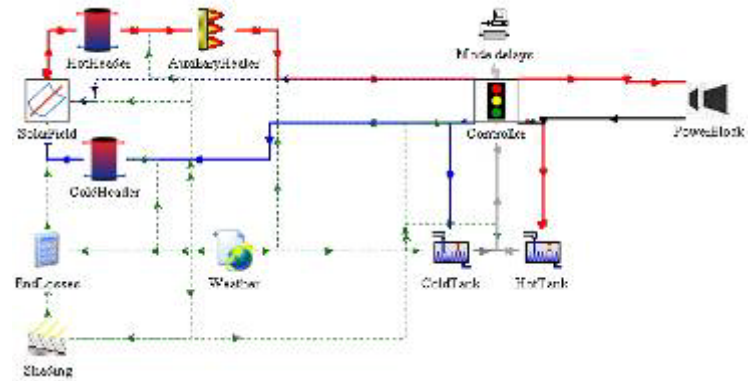 HotHeader
AuxiliaryHeater
Mode delays
SolarField
Controller
PowerBlock
ColdHeader
EndLosses
Weather
ColdTank
HotTank
Shading